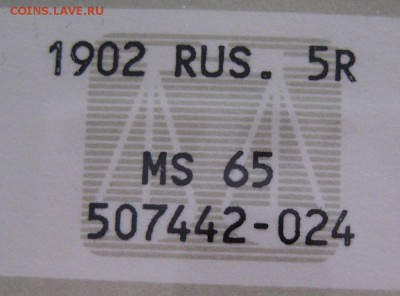 COINS.LAVE.RU
1902 RUS. 5R
MS 65
507442-024